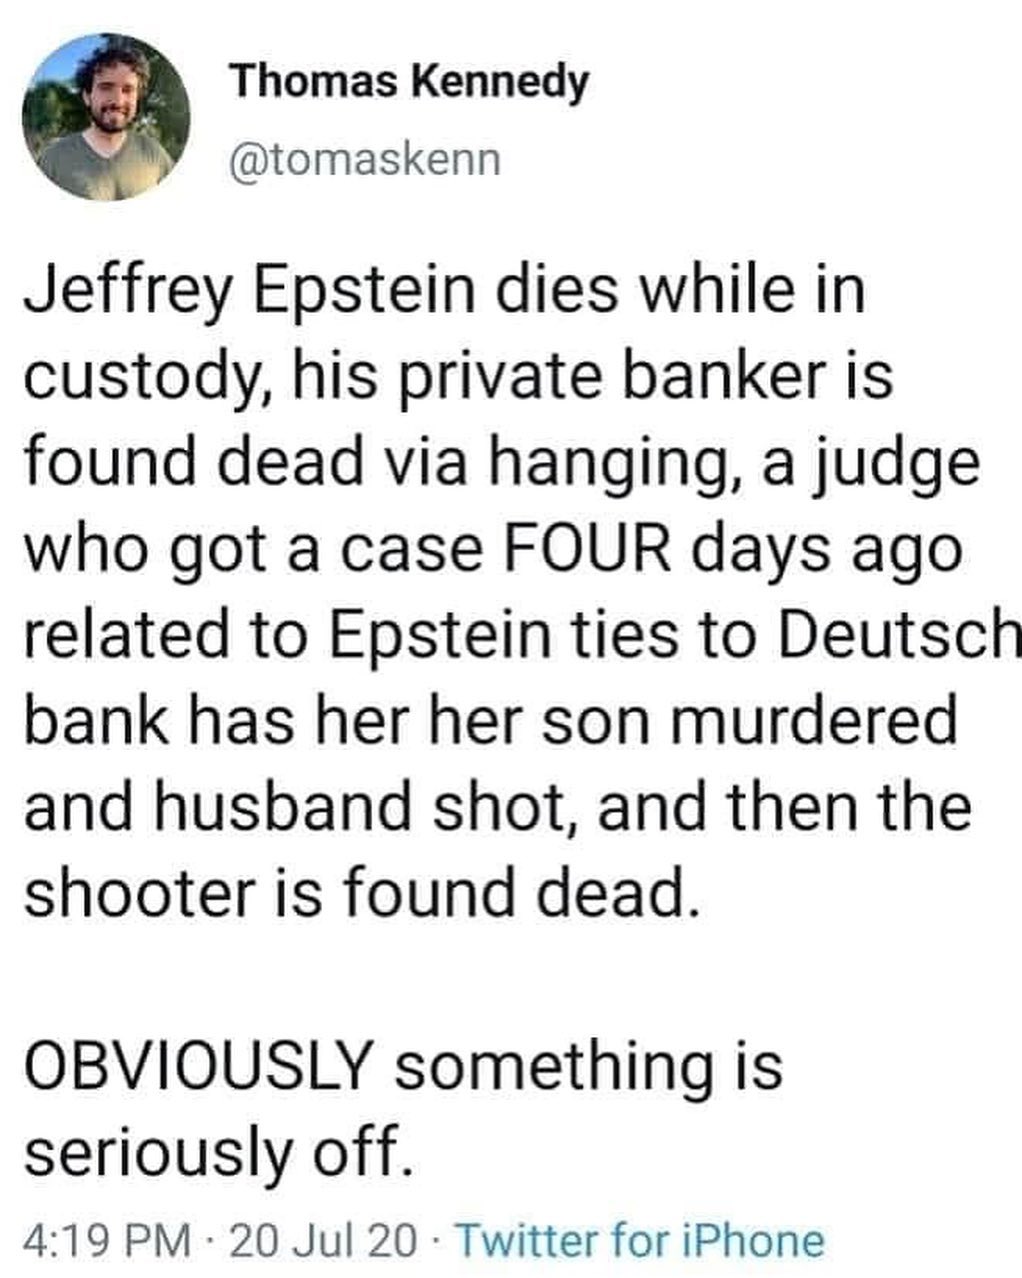 Thomas Kennedy
@tomaskenn
Jeffrey Epstein dies while in
custody, his private banker is
found dead via hanging, a judge
who got a case FOUR days ago
related to Epstein ties to Deutsch
bank has her her son murdered
and husband shot, and then the
shooter is found dead.
OBVIOUSLY something is
seriously off.
4:19 PM · 20 Jul 20 · Twitter for iPhone